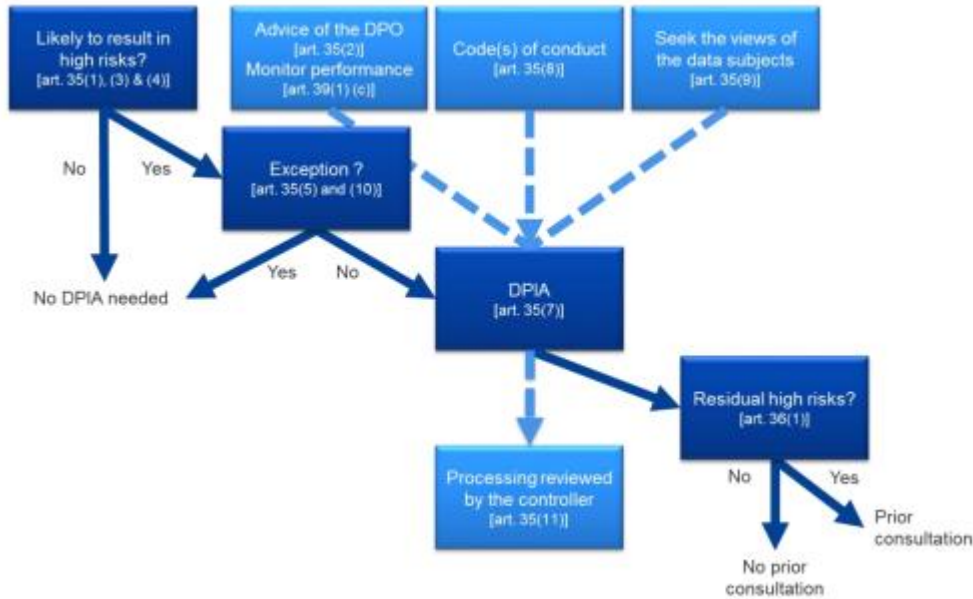 Likely to result in
high risks?
[art. 35(1), (3) & (4)]
Advice of the DPO
[art. 35(2)]
Monitor performance
[art. 39(1) (c)]
Code(s) of conduct
[art. 35(8)]
Seek the views of
the data subjects
[art. 35(9)]
No
Yes
Exception ?
[art. 35(5) and (10)]
Yes
No
No DPIA needed
DPIA
[art. 35(7)]
Residual high risks?
[art. 36(1)]
Processing reviewed
by the controller
[art. 35(11)]
No
Yes
Prior
consultation
No prior
consultation